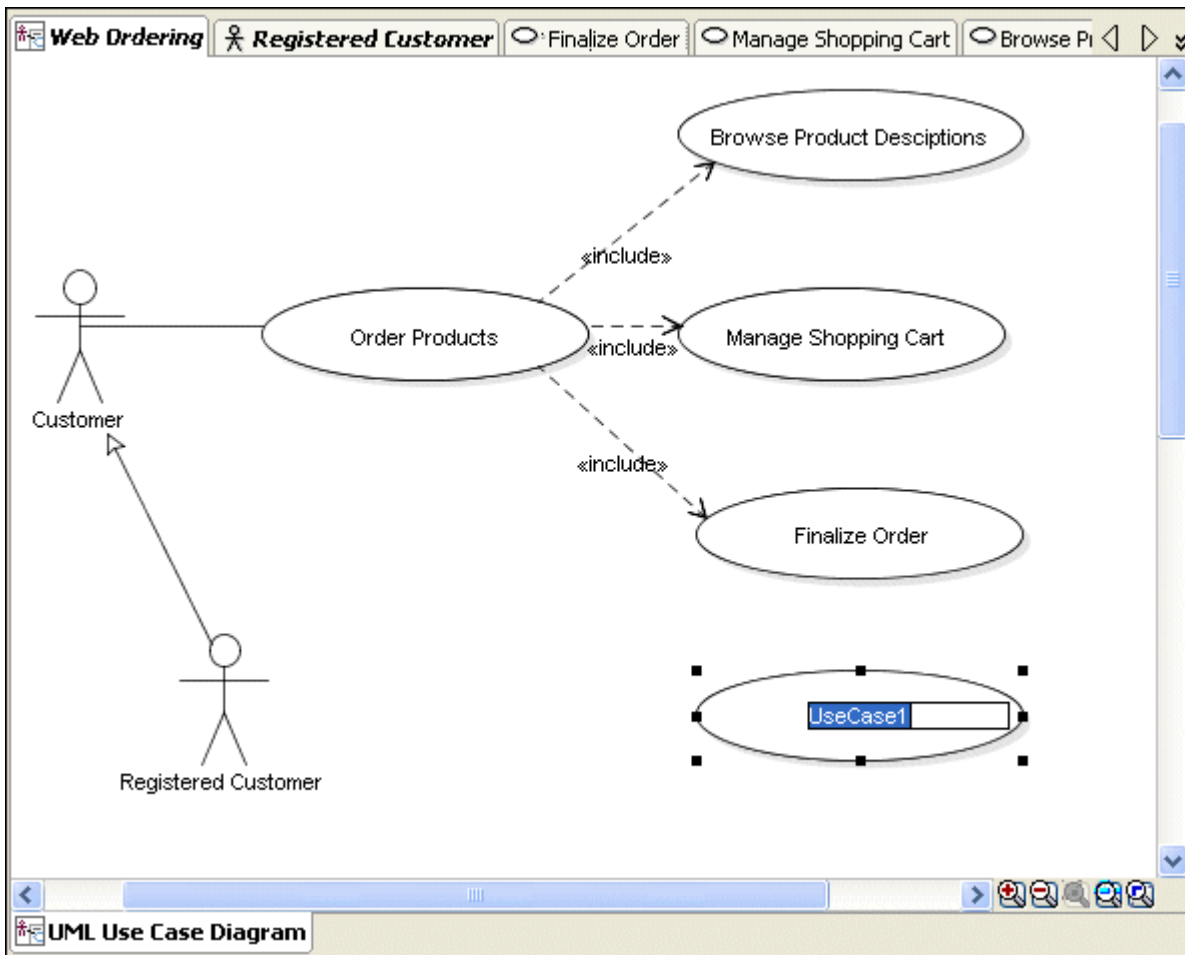 Web Ordering Registered Customer Finalize Order Manage Shopping Cart Browse Pr
Browse Product Desciptions
«include»
Order Products
«include»
Manage Shopping Cart
Customer
«include»
Finalize Order
UseCase1
Registered Customer
UML Use Case Diagram